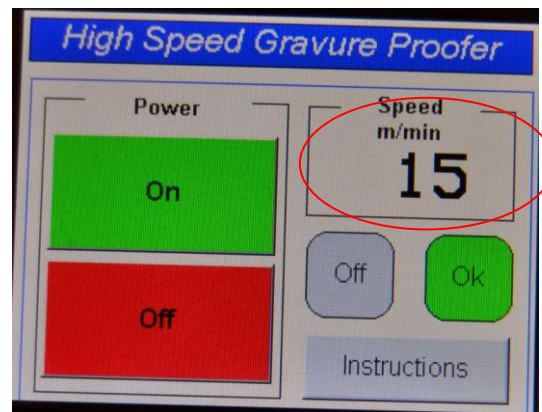 High Speed Gravure Proofer
Power
On
Off
Speed
m/min
15
Off
Ok
Instructions